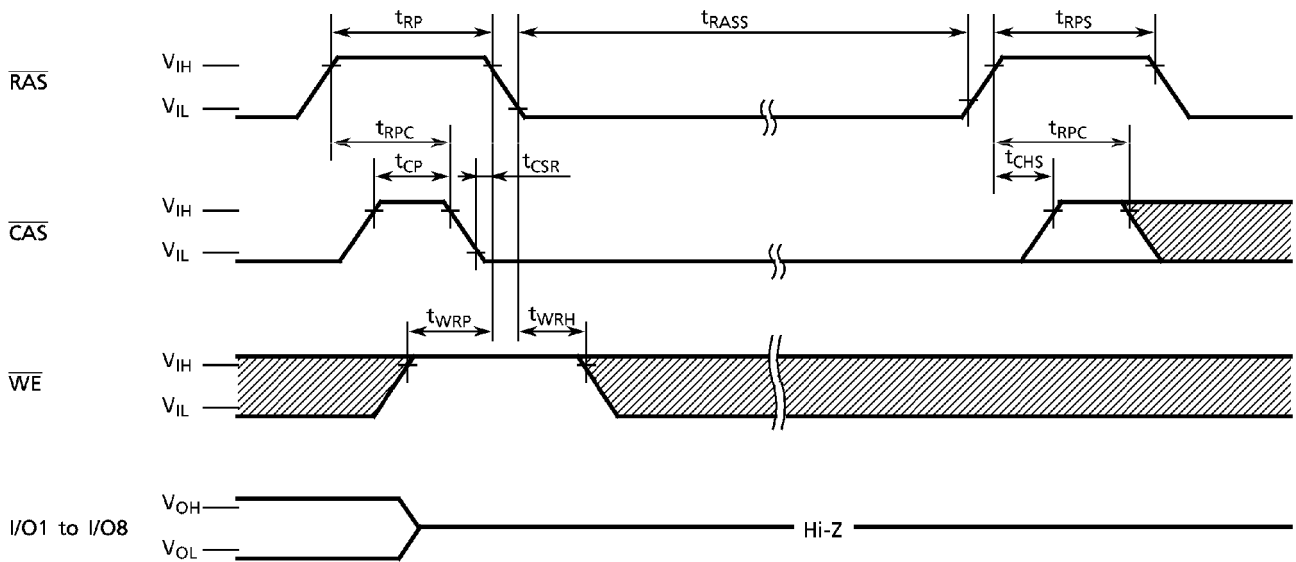 tRP tRASS tRPS
RAS VIH
VIL
tRPC tRPC
tCP tCSR tCHS
CAS VIH
VIL
tWRP tWRH
WE VIH
VIL
I/O1 to I/O8 VOH
VOL
Hi-Z